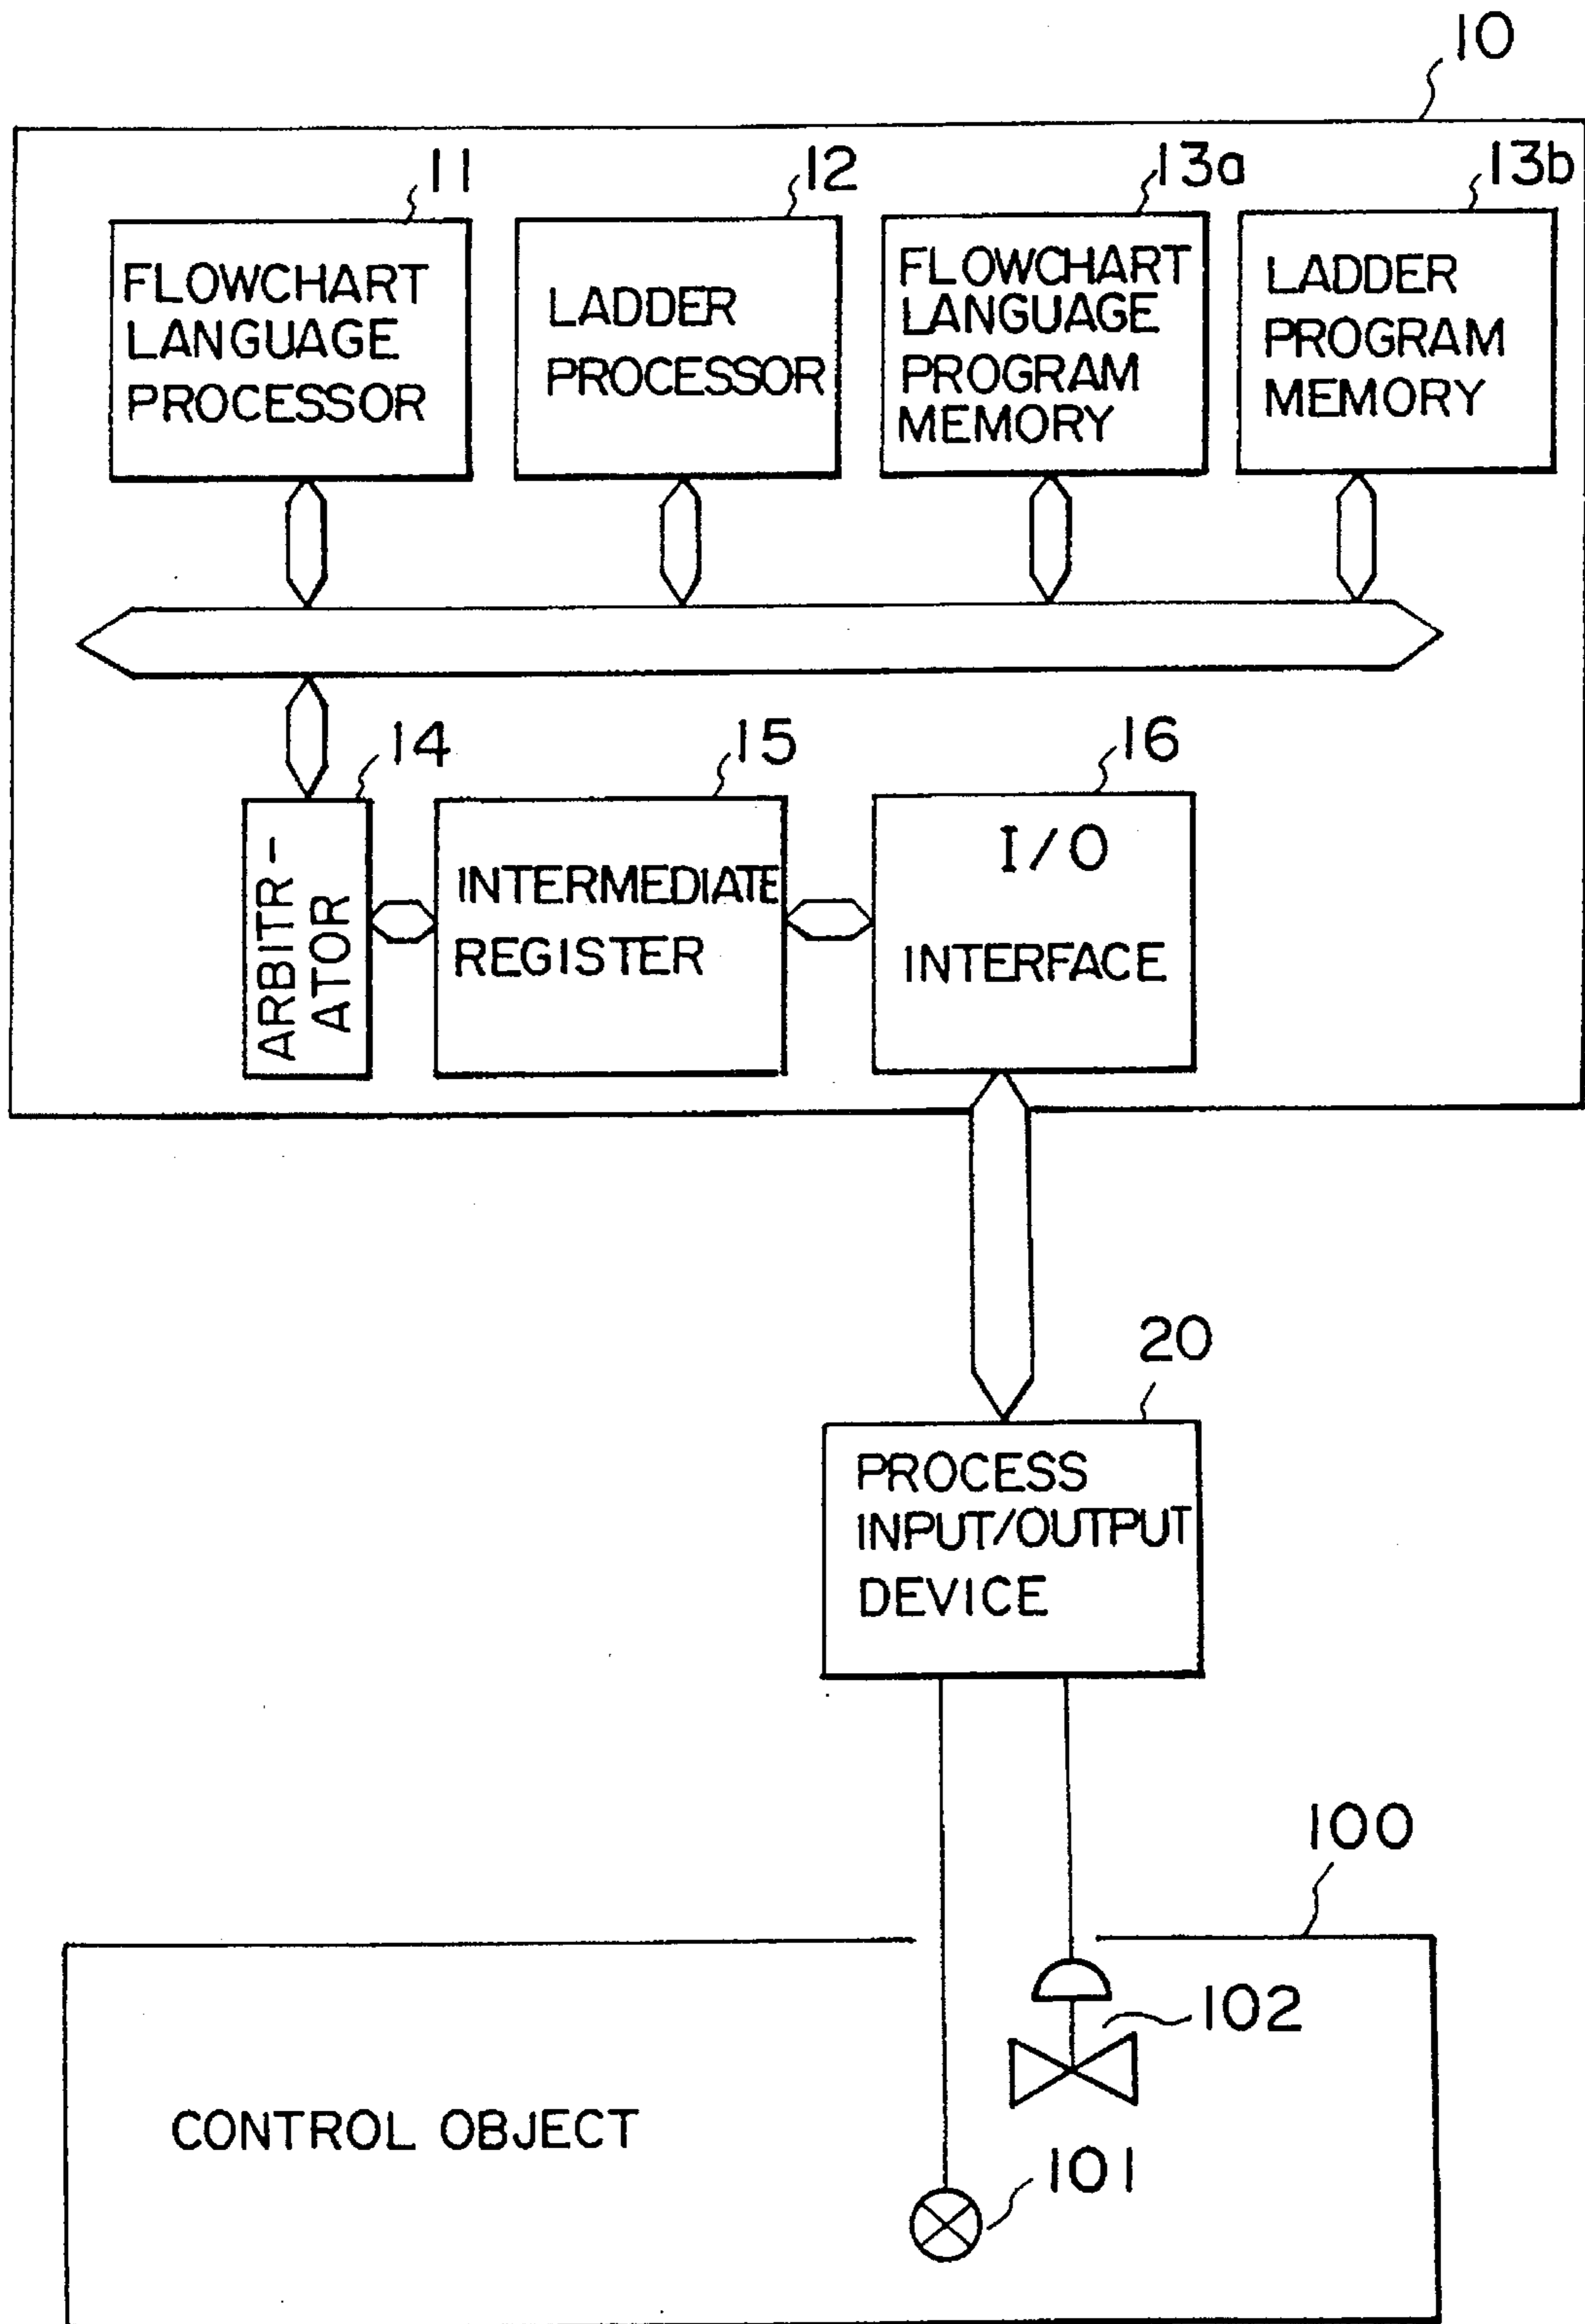 10
11
12
13a
13b
FLOWCHART
LANGUAGE
PROCESSOR
LADDER
PROCESSOR
FLOWCHART
LANGUAGE
PROGRAM
MEMORY
LADDER
PROGRAM
MEMORY
14
15
16
ARBITR-
ATOR
INTERMEDIATE
REGISTER
I/O
INTERFACE
20
PROCESS
INPUT/OUTPUT
DEVICE
100
102
CONTROL OBJECT
101